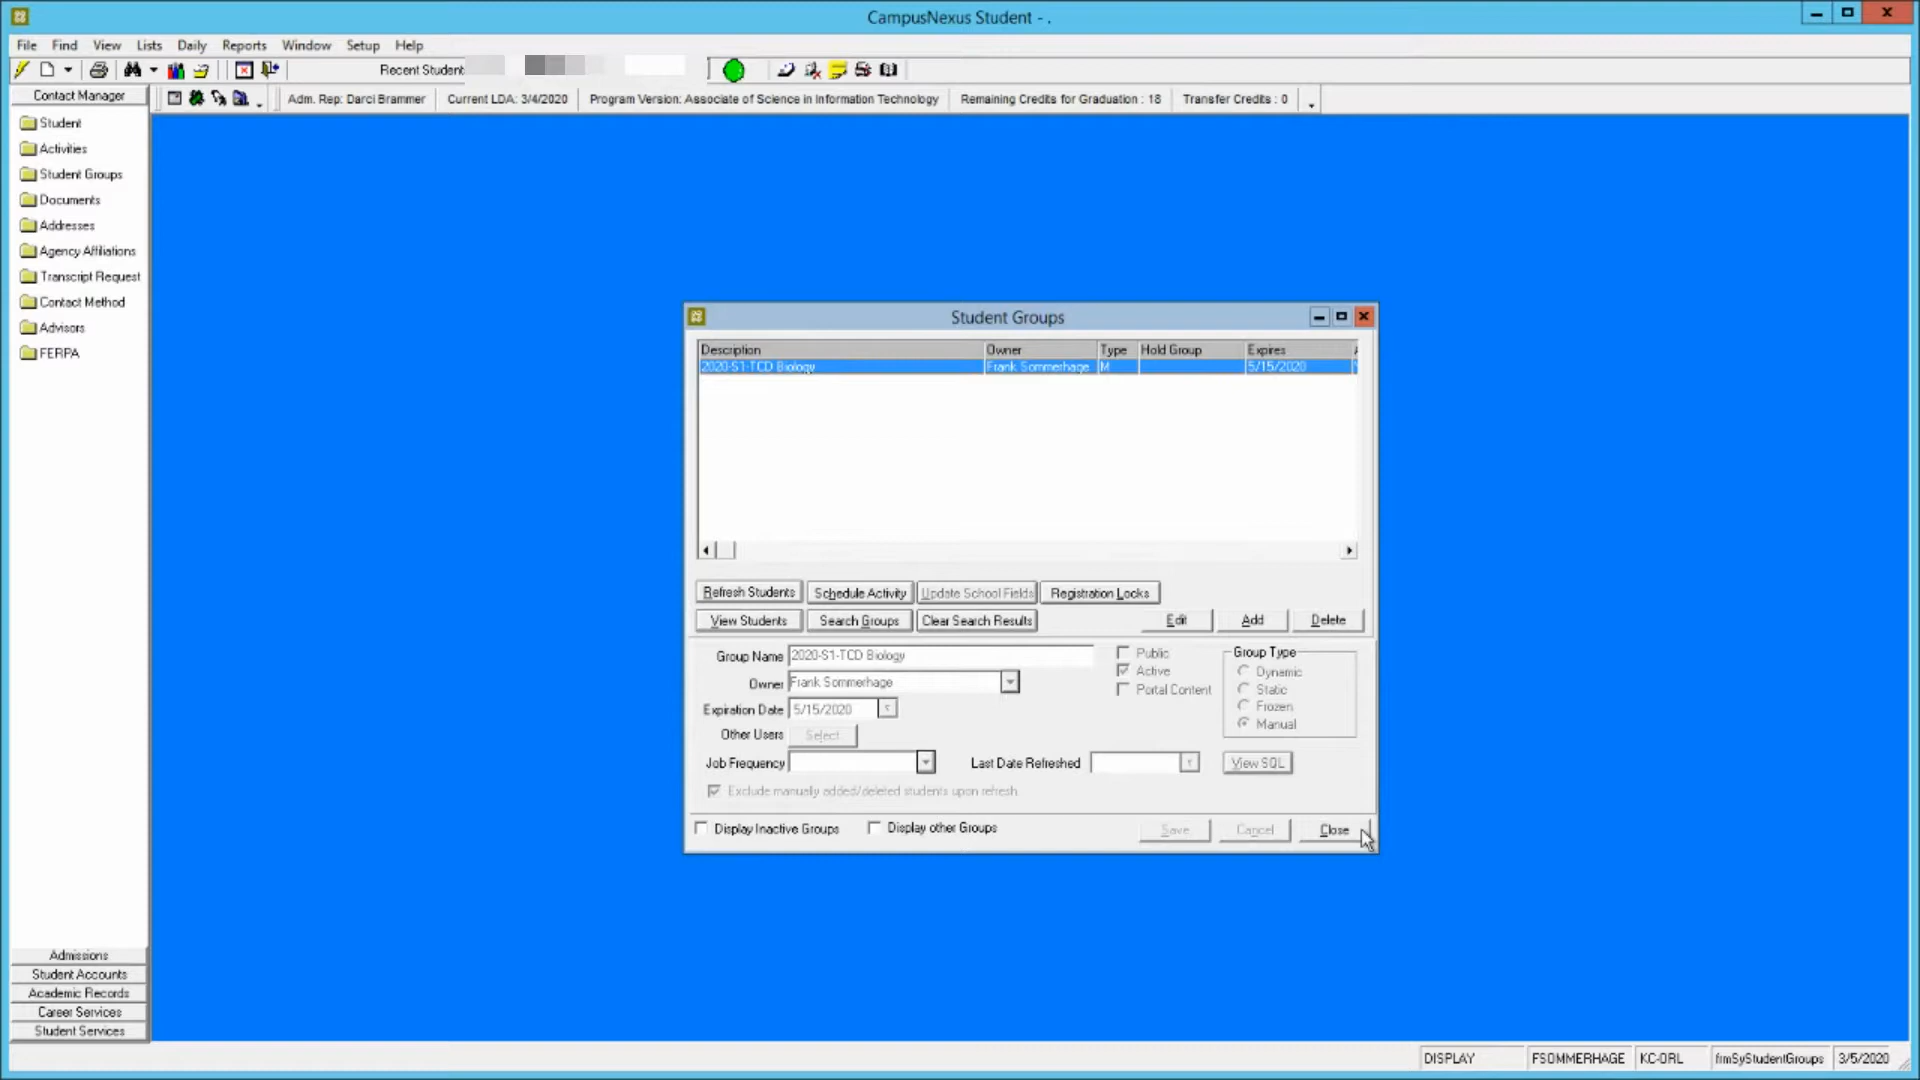 CampusNexus Student - .
File Find View Lists Daily Reports Window Setup Help
Recent Student
Contact Manager
Adm. Rep: Darci Brammer Current LDA: 3/4/2020 Program Version: Associate of Science in Information Technology Remaining Credits for Graduation : 18 Transfer Credits : 0
Student
Activities
Student Groups
Documents
Addresses
Agency Affiliations
Transcript Request
Contact Method
Advisors
FERPA
Student Groups
Description Owner Type Hold Group Expires
2020-S1-TCD Biology Frank Sommerhage M 5/15/2020
Refresh Students Schedule Activity Update School Fields Registration Locks
View Students Search Groups Clear Search Results Edit Add Delete
Group Name 2020-S1-TCD Biology Public Group Type
Active Dynamic
Owner Frank Sommerhage Portal Content Static
Expiration Date 5/15/2020 Frozen
Other Users Select Manual
Job Frequency Last Date Refreshed View SQL
Exclude manually added/deleted students upon refresh.
Display Inactive Groups Display other Groups Save Cancel Close
Admissions
Student Accounts
Academic Records
Career Services
Student Services
DISPLAY FSOMMERHAGE KC-ORL frmSyStudentGroups 3/5/2020